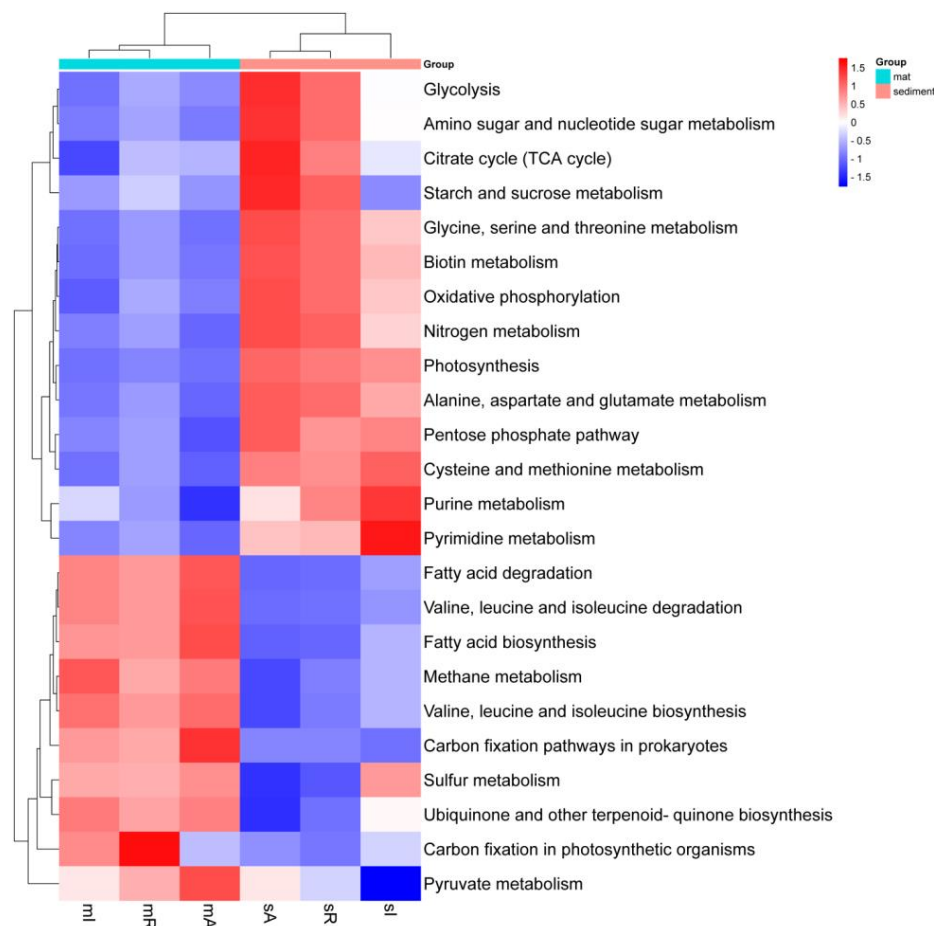 Group
Glycolysis
Amino sugar and nucleotide sugar metabolism
Citrate cycle (TCA cycle)
Starch and sucrose metabolism
Glycine, serine and threonine metabolism
Biotin metabolism
Oxidative phosphorylation
Nitrogen metabolism
Photosynthesis
Alanine, aspartate and glutamate metabolism
Pentose phosphate pathway
Cysteine and methionine metabolism
Purine metabolism
Pyrimidine metabolism
Fatty acid degradation
Valine, leucine and isoleucine degradation
Fatty acid biosynthesis
Methane metabolism
Valine, leucine and isoleucine biosynthesis
Carbon fixation pathways in prokaryotes
Sulfur metabolism
Ubiquinone and other terpenoid- quinone biosynthesis
Carbon fixation in photosynthetic organisms
Pyruvate metabolism
mI
mR
mA
sA
sR
sI
1.5
1
0.5
0
- 0.5
- 1
- 1.5
Group
mat
sediment